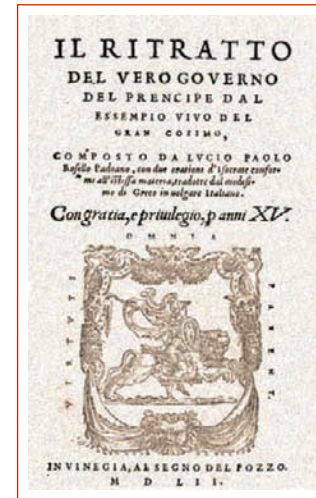 IL RITRATTO
DEL VERO GOVERNO
DEL PRENCIPE DAL
ESSEMPIO VIVO DEL
GRAN COSIMO,
COMPOSTO DA LVCIO PAOLO
Rosello Padoano, con due orationi d'Isocrate confor-
me all'istessa materia, tradotte dal medesi-
mo di Greco in volgare Italiano.
Con gratia, e priuilegio, p anni XV.
OMNIA
VIRTVTI
PARENT
IN VINEGIA, AL SEGNO DEL POZZO.
M D LII.